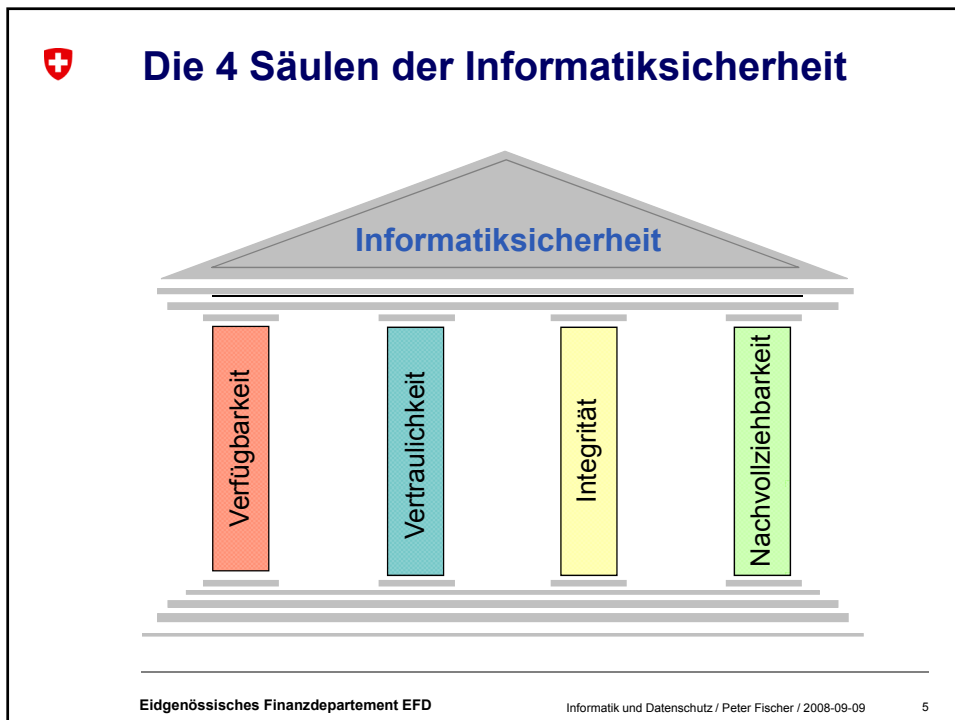 Die 4 Säulen der Informatiksicherheit
Informatiksicherheit
Verfügbarkeit
Vertraulichkeit
Integrität
Nachvollziehbarkeit
Eidgenössisches Finanzdepartement EFD
Informatik und Datenschutz / Peter Fischer / 2008-09-09
5